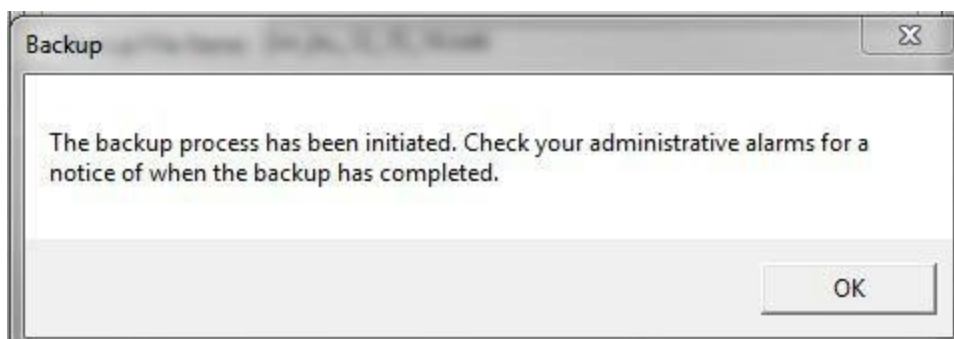 Backup
The backup process has been initiated. Check your administrative alarms for a
notice of when the backup has completed.
OK